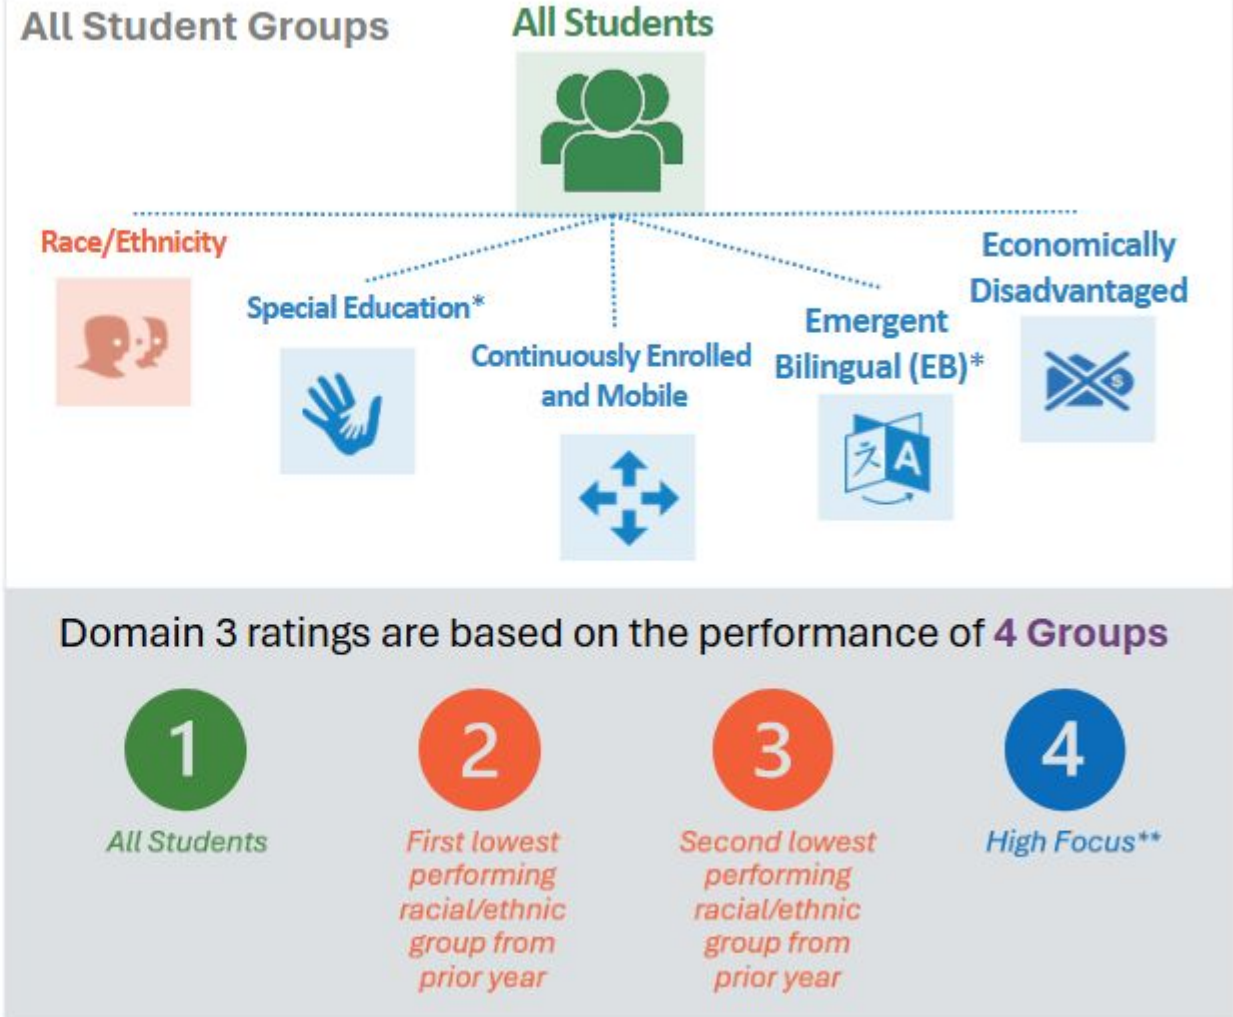 All Student Groups
All Students
Race/Ethnicity
Special Education*
Continuously Enrolled
and Mobile
Emergent
Bilingual (EB)*
Economically
Disadvantaged
$
A
Domain 3 ratings are based on the performance of 4 Groups
1
All Students
2
First lowest
performing
racial/ethnic
group from
prior year
3
Second lowest
performing
racial/ethnic
group from
prior year
4
High Focus**